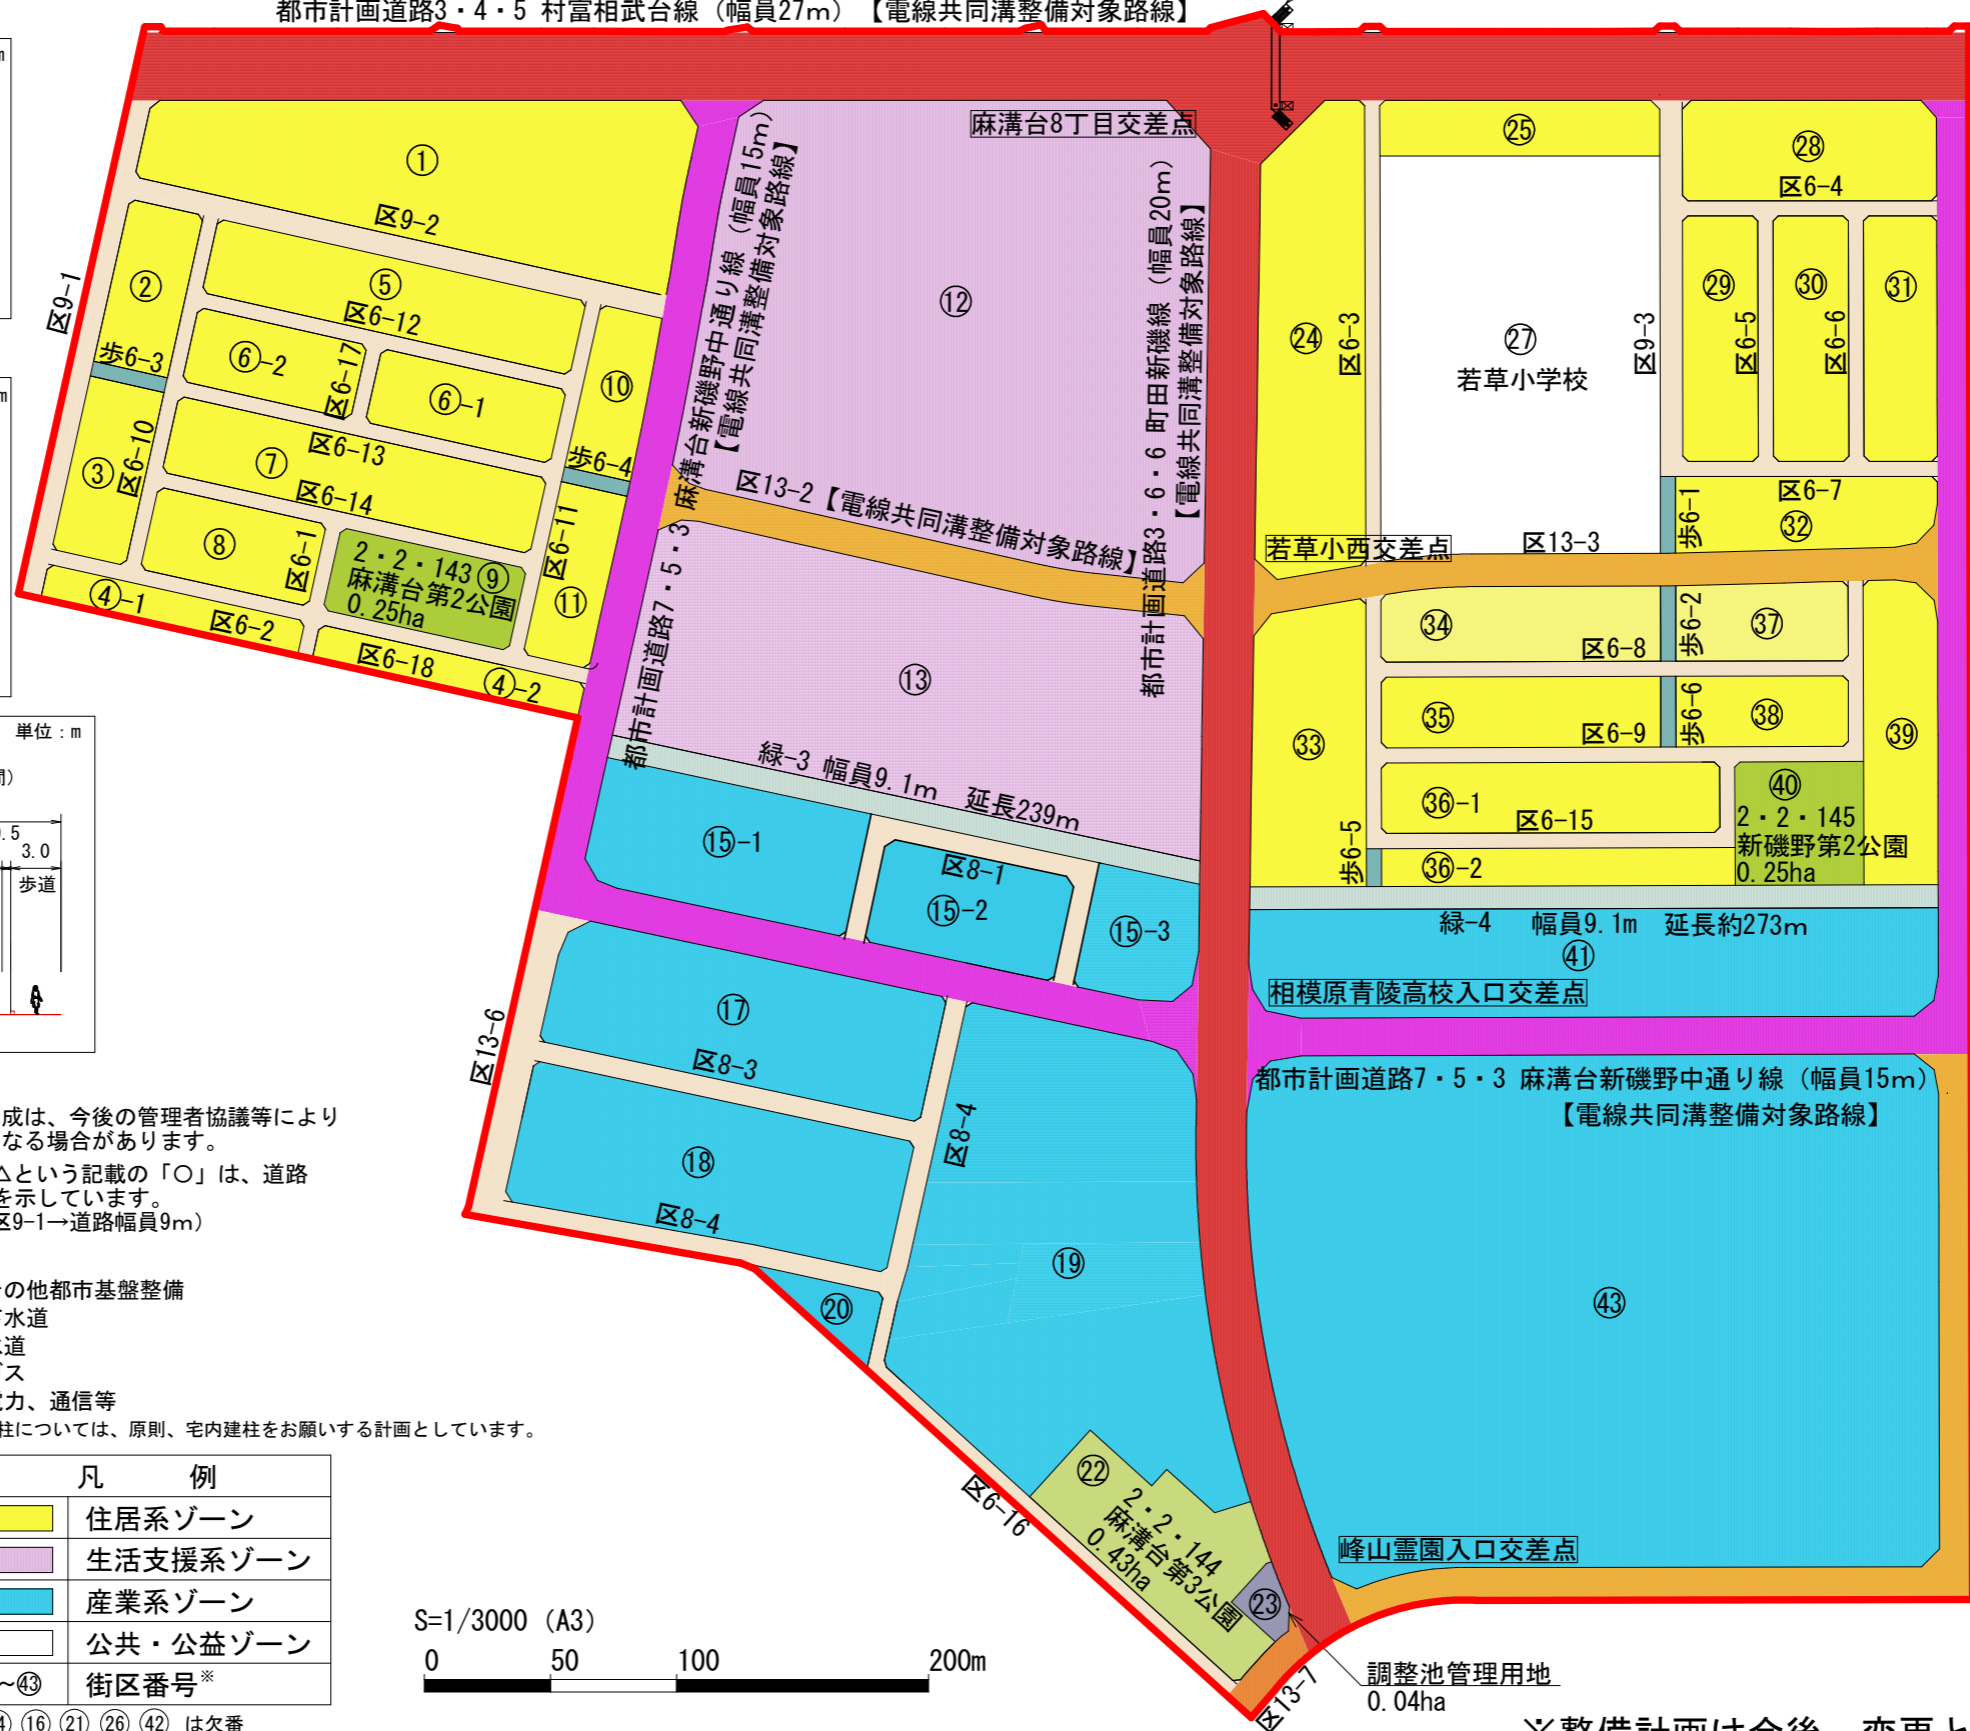 都市計画道路3・4・5 村富相武台線（幅員27m）【電線共同溝整備対象路線】
麻溝台8丁目交差点
①
区9-2
区9-1
②
⑤
区6-12
歩6-3
⑥-2
区6-17
⑥-1
⑩
歩6-4
③
区6-10
区6-13
⑦
区6-14
⑧
区6-1
2・2・143 ⑨
麻溝台第2公園
0.25ha
区6-11
⑪
④-1
区6-2
区6-18
④-2
都市計画道路7・5・3 麻溝台新磯野中通り線（幅員15m）
【電線共同溝整備対象路線】
⑫
区13-2【電線共同溝整備対象路線】
⑬
都市計画道路3・6・6 町田新磯線（幅員20m）
【電線共同溝整備対象路線】
緑-3 幅員9.1m 延長239m
㉔
区6-3
㉕
㉗
若草小学校
区9-3
㉘
区6-4
㉙
区6-5
㉚
区6-6
㉛
区6-7
㉜
歩6-1
若草小西交差点
区13-3
㉝
㉞
区6-8
歩6-2
㊲
㉟
区6-9
歩6-6
㊳
㊴
㊱-1
区6-15
歩6-5
㊱-2
㊵
2・2・145
新磯野第2公園
0.25ha
緑-4 幅員9.1m 延長約273m
㊶
相模原青陵高校入口交差点
都市計画道路7・5・3 麻溝台新磯野中通り線（幅員15m）
【電線共同溝整備対象路線】
⑮-1
区8-1
⑮-2
⑮-3
⑰
区13-6
区8-3
⑱
区8-4
区8-4
⑲
⑳
㊸
区6-16
㉒
2・2・144
麻溝台第3公園
0.43ha
㉓
峰山霊園入口交差点
区13-7
調整池管理用地
0.04ha
m
m
単位：m
.5
3.0
歩道
成は、今後の管理者協議等により
なる場合があります。
△という記載の「〇」は、道路
を示しています。
区9-1→道路幅員9m）
の他都市基盤整備
水道
道
ス
力、通信等
柱については、原則、宅内建柱をお願いする計画としています。
凡 例
住居系ゾーン
生活支援系ゾーン
産業系ゾーン
公共・公益ゾーン
～㊸ 街区番号※
⑯ ㉑ ㉖ ㊷ は欠番
S=1/3000（A3）
0 50 100 200m
※整備計画は今後、変更と